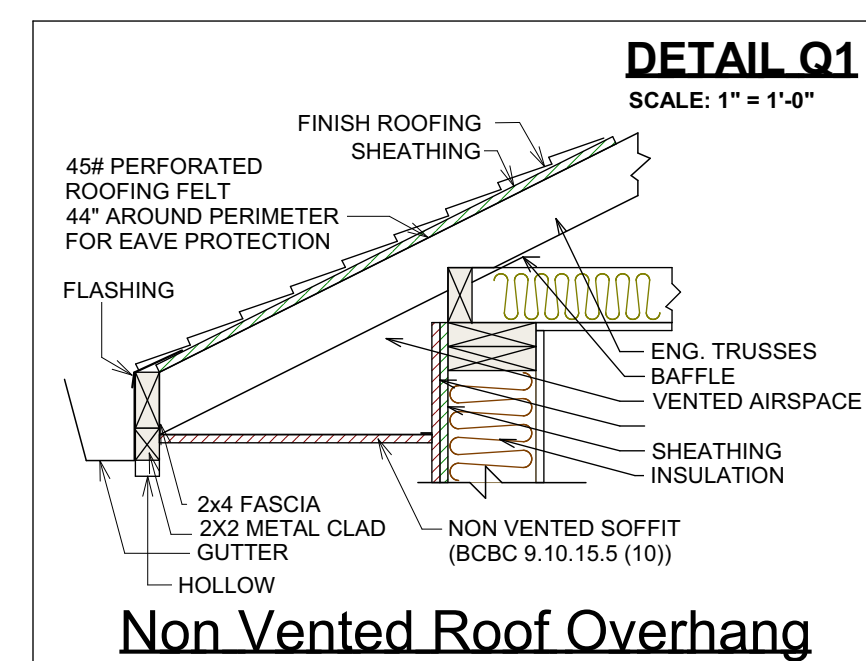 DETAIL Q1
SCALE: 1" = 1'-0"
FINISH ROOFING
SHEATHING
45# PERFORATED
ROOFING FELT
44" AROUND PERIMETER
FOR EAVE PROTECTION
FLASHING
ENG. TRUSSES
BAFFLE
VENTED AIRSPACE
SHEATHING
INSULATION
2x4 FASCIA
2X2 METAL CLAD
GUTTER
HOLLOW
NON VENTED SOFFIT
(BCBC 9.10.15.5 (10))
Non Vented Roof Overhang